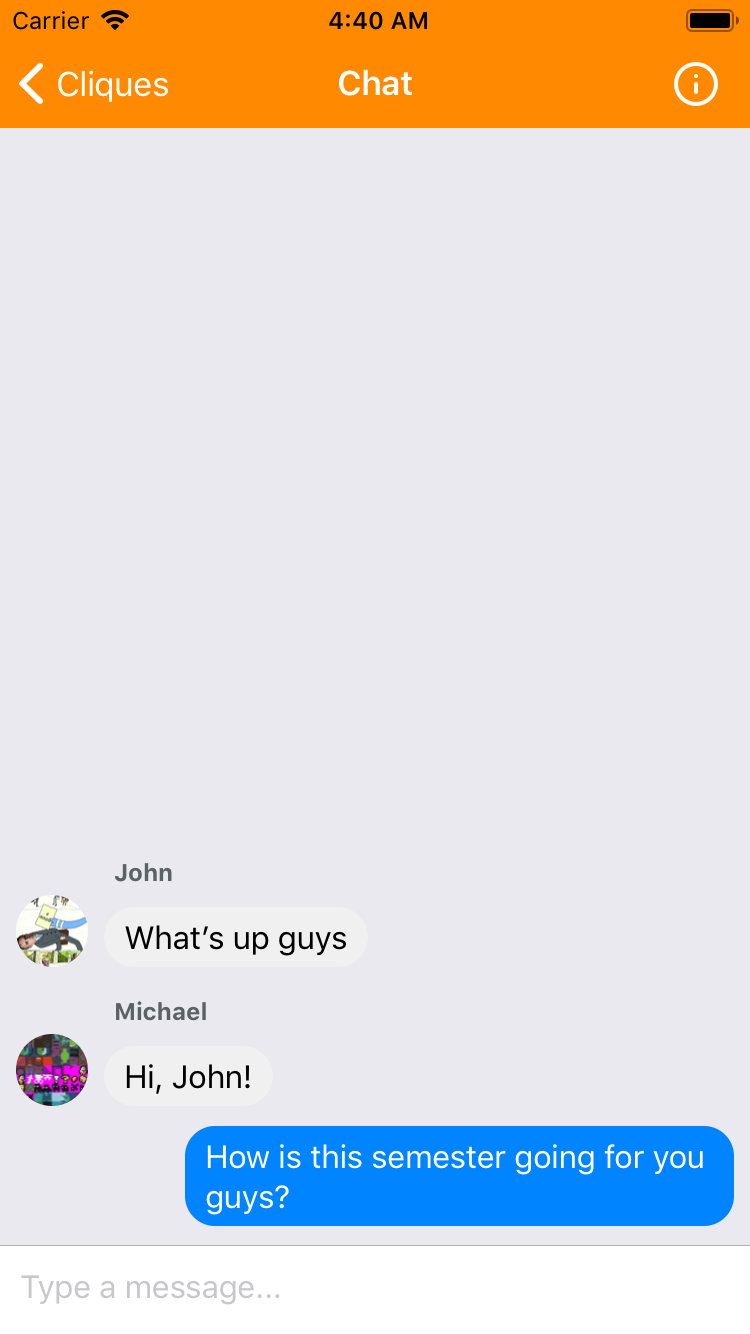 Carrier 4:40 AM
Cliques Chat
John
What’s up guys
Michael
Hi, John!
How is this semester going for you
guys?
Type a message...